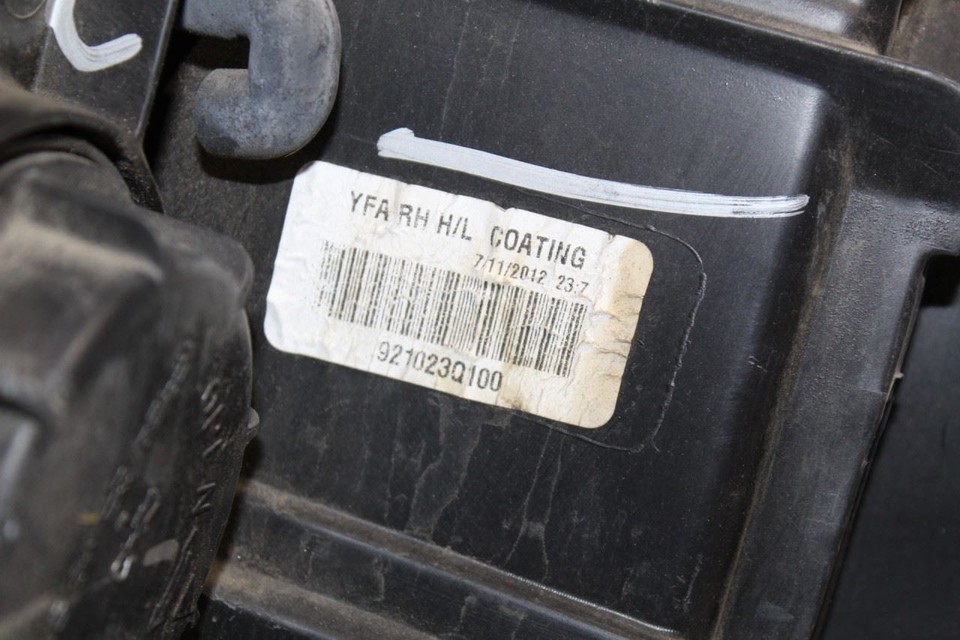 YFA RH H/L COATING
7/11/2012 23:7
921023Q100